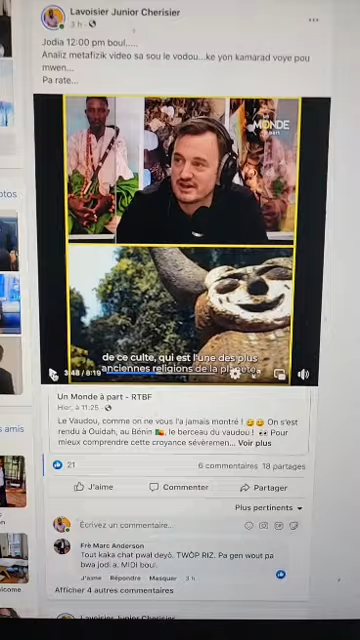 Lavoisier Junior Cherisier
3 h ·
Jodia 12:00 pm boul.....
Analiz metafizik video sa sou le vodou...ke yon kamarad voye pou
mwen...
Pa rate...
MONDE
à part
otos
de ce culte, qui est l'une des plus
anciennes religions de la planète
3:48 / 8:19
Un Monde à part - RTBF
Hier, à 11:25 ·
Le Vaudou, comme on ne vous l'a jamais montré ! 😄😄 On s'est
rendu à Ouidah, au Bénin 🇧🇯, le berceau du vaudou ! 👀 Pour
mieux comprendre cette croyance sévèremen... Voir plus
21
6 commentaires 18 partages
J'aime
Commenter
Partager
s amis
Plus pertinents
Écrivez un commentaire...
Frè Marc Anderson
Tout kaka chat pwal deyò. TWÒP RIZ. Pa gen wout pa
bwa jodi a. MIDI boul.
J'aime Répondre Masquer 3 h
Afficher 4 autres commentaires
lcome
Lavoisier Junior Cherisier